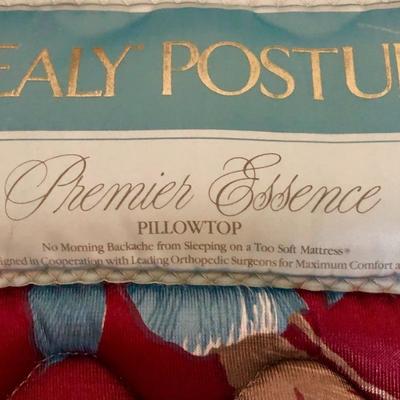 EALY POSTU
Premier Essence
PILLOWTOP
No Morning Backache from Sleeping on a Too Soft Mattress®
igned in Cooperation with Leading Orthopedic Surgeons for Maximum Comfort a